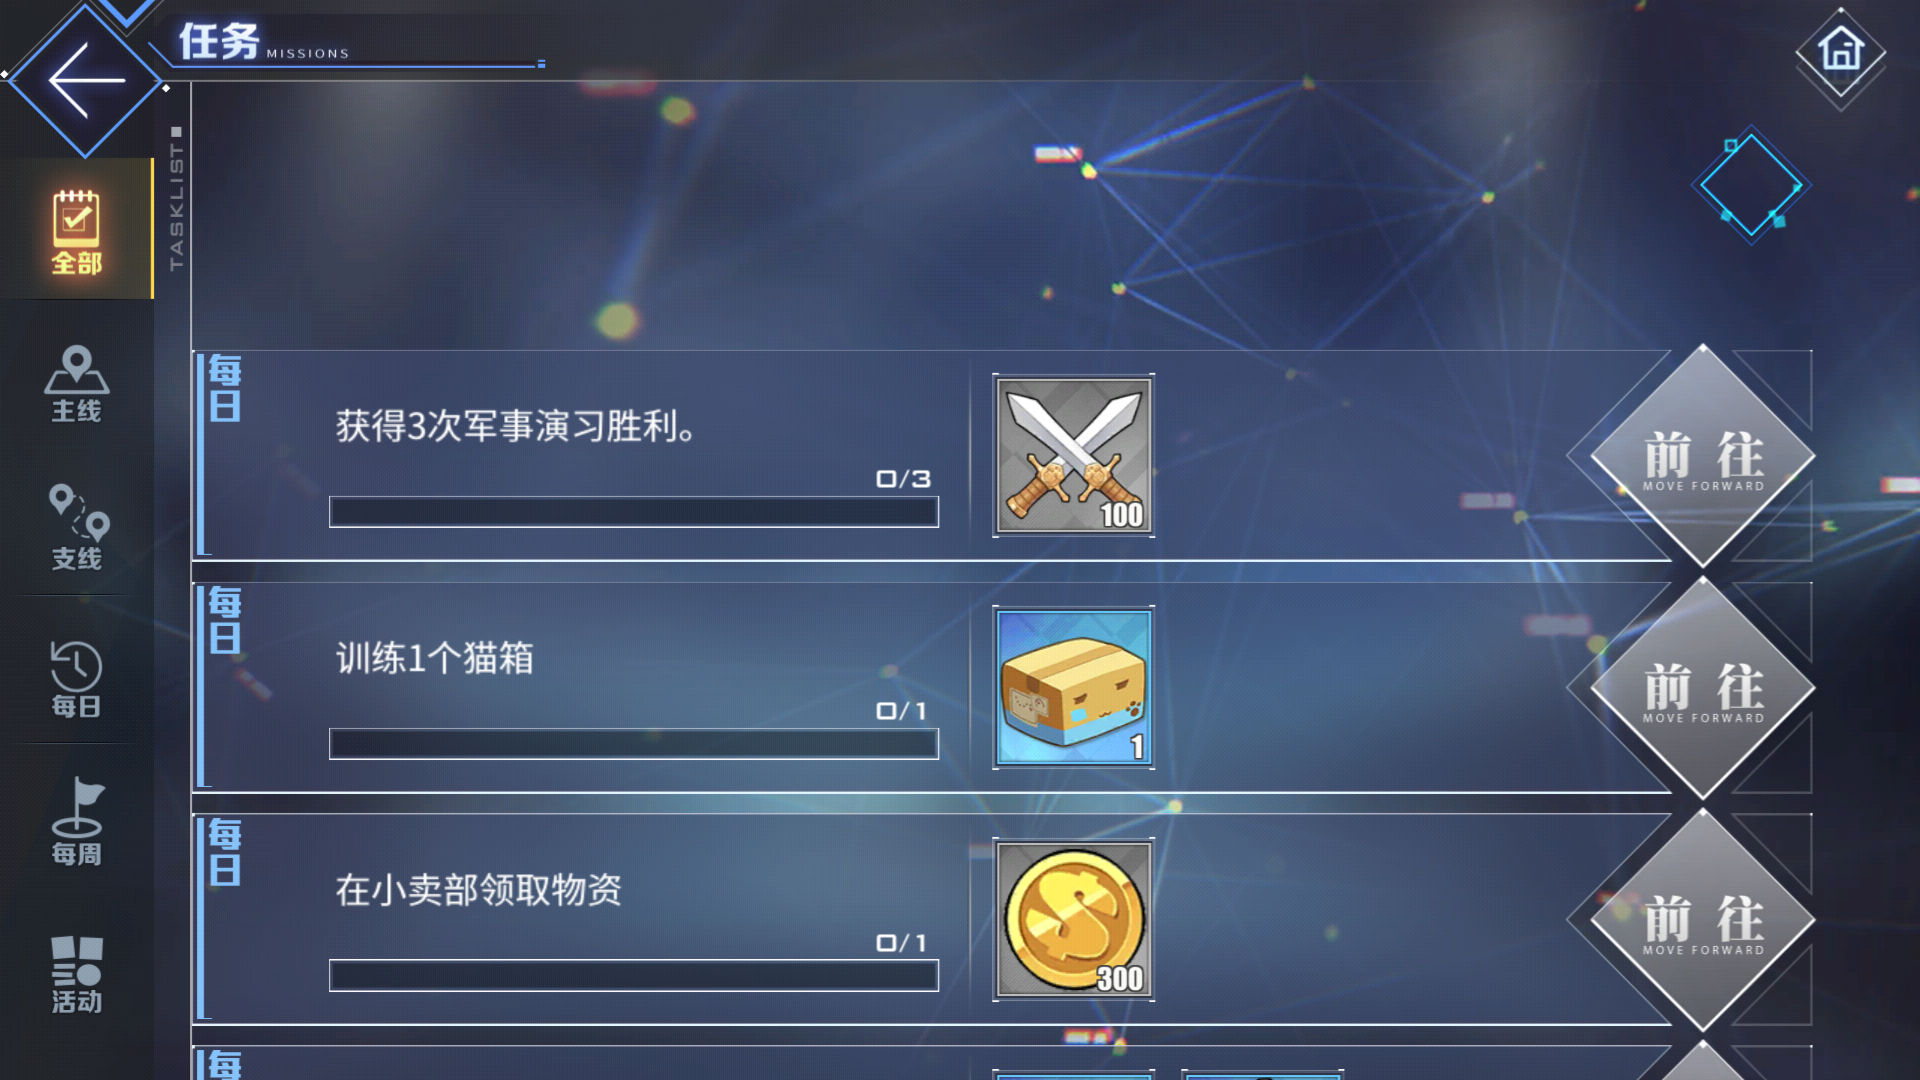 任务 MISSIONS
TASKLIST
全部
主线
支线
每日
每周
活动
每日
获得3次军事演习胜利。
0/3
100
前往
MOVE FORWARD
每日
训练1个猫箱
0/1
1
前往
MOVE FORWARD
每日
在小卖部领取物资
0/1
300
前往
MOVE FORWARD
每